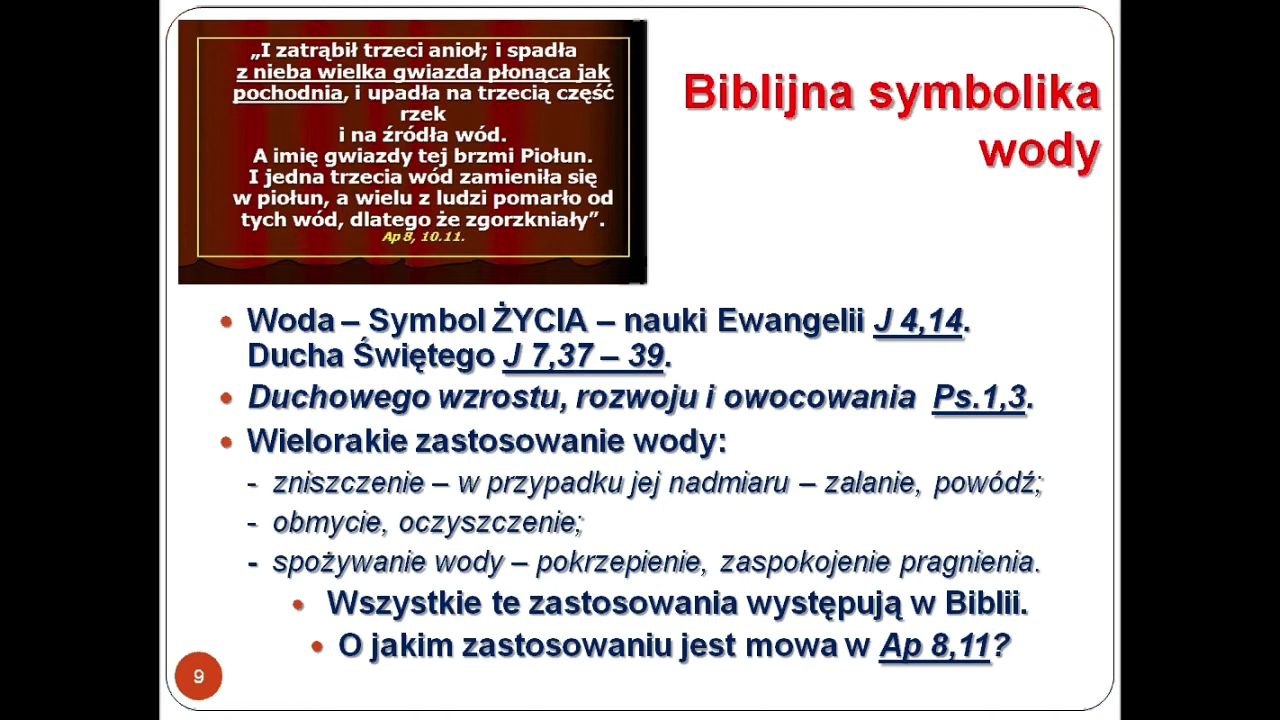 „I zatrąbił trzeci anioł; i spadła
z nieba wielka gwiazda płonąca jak
pochodnia, i upadła na trzecią część
rzek
i na źródła wód.
A imię gwiazdy tej brzmi Piołun.
I jedna trzecia wód zamieniła się
w piołun, a wielu z ludzi pomarło od
tych wód, dlatego że zgorzkniały”.
Ap 8, 10.11.
Biblijna symbolika
wody
• Woda – Symbol ŻYCIA – nauki Ewangelii J 4,14.
Ducha Świętego J 7,37 – 39.
• Duchowego wzrostu, rozwoju i owocowania Ps.1,3.
• Wielorakie zastosowanie wody:
- zniszczenie – w przypadku jej nadmiaru – zalanie, powódź;
- obmycie, oczyszczenie;
- spożywanie wody – pokrzepienie, zaspokojenie pragnienia.
• Wszystkie te zastosowania występują w Biblii.
• O jakim zastosowaniu jest mowa w Ap 8,11?
9